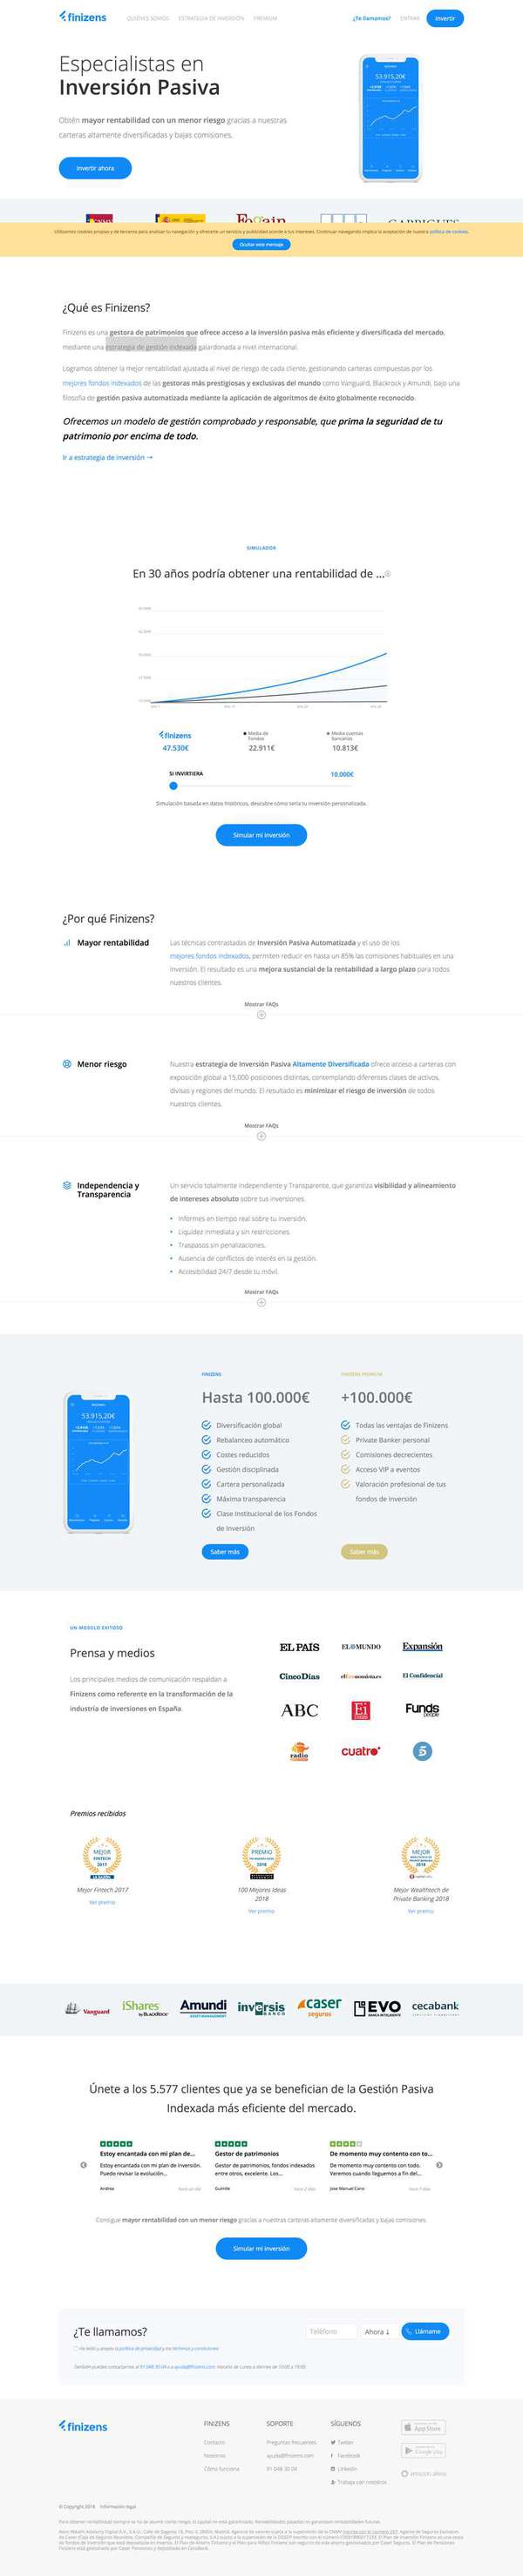 finizens
QUIÉNES SOMOS ESTRATEGIA DE INVERSIÓN PREMIUM ¿Te llamamos? ENTRAR Invertir
Especialistas en
Inversión Pasiva
Obtén mayor rentabilidad con un menor riesgo gracias a nuestras
carteras altamente diversificadas y bajas comisiones.
Invertir ahora
53.915,20€
Utilizamos cookies propias y de terceros para analizar tu navegación y ofrecerte un servicio y publicidad acorde a tus intereses. Continuar navegando implica la aceptación de nuestra política de cookies.
Ocultar este mensaje
¿Qué es Finizens?
Finizens es una gestora de patrimonios que ofrece acceso a la inversión pasiva más eficiente y diversificada del mercado,
mediante una estrategia de gestión indexada galardonada a nivel internacional.
Logramos obtener la mejor rentabilidad ajustada al nivel de riesgo de cada cliente, gestionando carteras compuestas por los
mejores fondos indexados de las gestoras más prestigiosas y exclusivas del mundo como Vanguard, Blackrock y Amundi, bajo una
filosofía de gestión pasiva automatizada mediante la aplicación de algoritmos de éxito globalmente reconocido.
Ofrecemos un modelo de gestión comprobado y responsable, que prima la seguridad de tu
patrimonio por encima de todo.
Ir a estrategia de inversión →
SIMULADOR
En 30 años podría obtener una rentabilidad de ...
finizens
47.530€
Media de
Fondos
22.911€
Media cuentas
bancarias
10.813€
SI INVIRTIERA 10.000€
Simulación basada en datos históricos, descubre cómo sería tu inversión personalizada.
Simular mi inversión
¿Por qué Finizens?
Mayor rentabilidad
Las técnicas contrastadas de Inversión Pasiva Automatizada y el uso de los
mejores fondos indexados, permiten reducir en hasta un 85% las comisiones habituales en una
inversión. El resultado es una mejora sustancial de la rentabilidad a largo plazo para todos
nuestros clientes.
Mostrar FAQs
Menor riesgo
Nuestra estrategia de Inversión Pasiva Altamente Diversificada ofrece acceso a carteras con
exposición global a 15,000 posiciones distintas, contemplando diferentes clases de activos,
divisas y regiones del mundo. El resultado es minimizar el riesgo de inversión de todos
nuestros clientes.
Mostrar FAQs
Independencia y
Transparencia
Un servicio totalmente Independiente y Transparente, que garantiza visibilidad y alineamiento
de intereses absoluto sobre tus inversiones.
• Informes en tiempo real sobre tu inversión.
• Liquidez inmediata y sin restricciones.
• Traspasos sin penalizaciones.
• Ausencia de conflictos de interés en la gestión.
• Accesibilidad 24/7 desde tu móvil.
Mostrar FAQs
53.915,20€
FINIZENS
Hasta 100.000€
Diversificación global
Rebalanceo automático
Costes reducidos
Gestión disciplinada
Cartera personalizada
Máxima transparencia
Clase Institucional de los Fondos
de Inversión
Saber más
FINIZENS PREMIUM
+100.000€
Todas las ventajas de Finizens
Private Banker personal
Comisiones decrecientes
Acceso VIP a eventos
Valoración profesional de tus
fondos de inversión
Saber más
UN MODELO EXITOSO
Prensa y medios
Los principales medios de comunicación respaldan a
Finizens como referente en la transformación de la
industria de inversiones en España.
EL PAÍS EL MUNDO Expansión
CincoDías elEconomista.es El Confidencial
ABC Ei Funds
People
radio cuatro 5
Premios recibidos
MEJOR
FINTECH
2017
Mejor Fintech 2017
Ver premio
PREMIO
2018
100 Mejores Ideas
2018
Ver premio
MEJOR
2018
Mejor Wealthtech de
Private Banking 2018
Ver premio
Vanguard iShares by BLACKROCK Amundi ASSET MANAGEMENT inversis BANCO caser seguros EVO BANCA INTELIGENTE cecabank
Únete a los 5.577 clientes que ya se benefician de la Gestión Pasiva
Indexada más eficiente del mercado.
Estoy encantada con mi plan de...
Estoy encantada con mi plan de inversión.
Puedo revisar la evolución...
Andrea
Gestor de patrimonios
Gestor de patrimonios, fondos indexados
entre otros, excelente. Los...
De momento muy contento con to...
De momento muy contento con todo.
Veremos cuando lleguemos a fin del...
Jose Manuel Cano
Consigue mayor rentabilidad con un menor riesgo gracias a nuestras carteras altamente diversificadas y bajas comisiones.
Simular mi inversión
¿Te llamamos?
Teléfono Ahora ↓ Llámame
He leído y acepto la política de privacidad y los términos y condiciones
finizens
FINIZENS
Contacto
Nosotros
Cómo funciona
SOPORTE
Preguntas frecuentes
ayuda@finizens.com
91 048 30 04
SÍGUENOS
Twitter
Facebook
Linkedin
Trabaja con nosotros
App Store
Google play
© Copyright 2018 Información legal